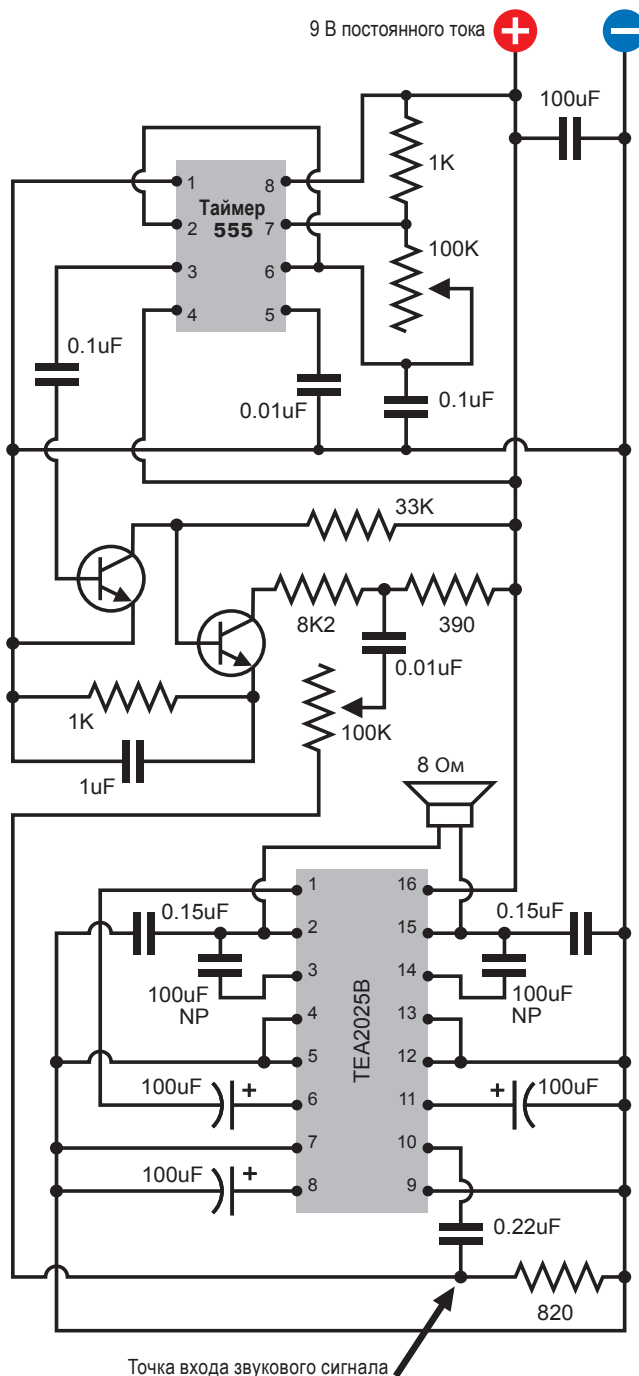 9 В постоянного тока
+
−
100uF
1K
1
8
Таймер
555
2
7
100K
3
6
4
5
0.1uF
0.01uF
0.1uF
33K
8K2
390
0.01uF
1K
100K
1uF
8 Ом
1
16
0.15uF
0.15uF
2
15
3
14
100uF
NP
100uF
NP
4
13
TEA2025B
5
12
100uF
+
6
11
+
100uF
7
10
100uF
+
8
9
0.22uF
820
Точка входа звукового сигнала